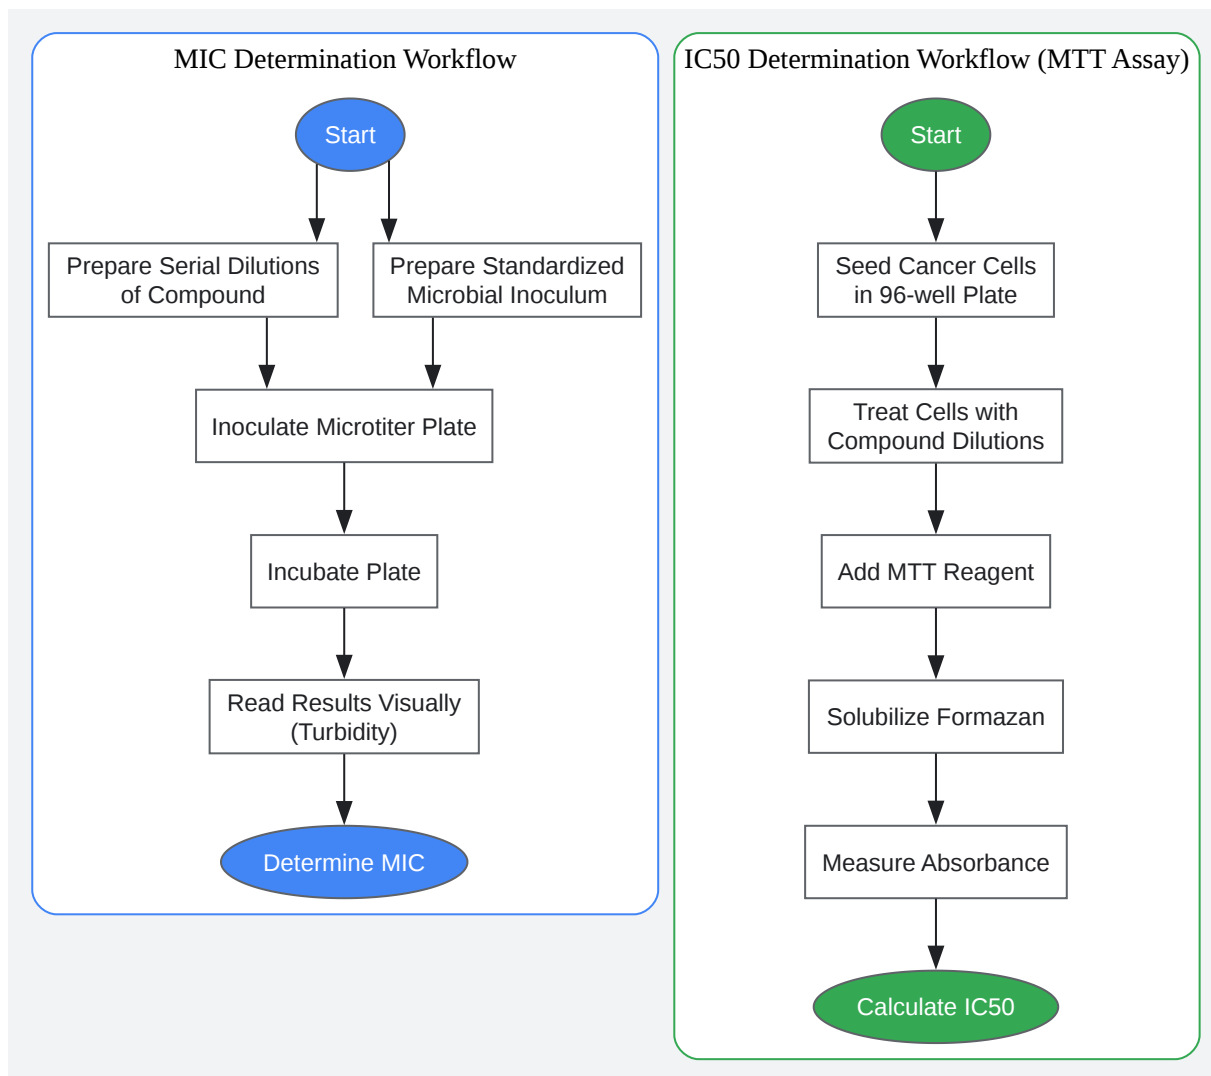 MIC Determination Workflow
Start
Prepare Serial Dilutions
of Compound
Prepare Standardized
Microbial Inoculum
Inoculate Microtiter Plate
Incubate Plate
Read Results Visually
(Turbidity)
Determine MIC
IC50 Determination Workflow (MTT Assay)
Start
Seed Cancer Cells
in 96-well Plate
Treat Cells with
Compound Dilutions
Add MTT Reagent
Solubilize Formazan
Measure Absorbance
Calculate IC50